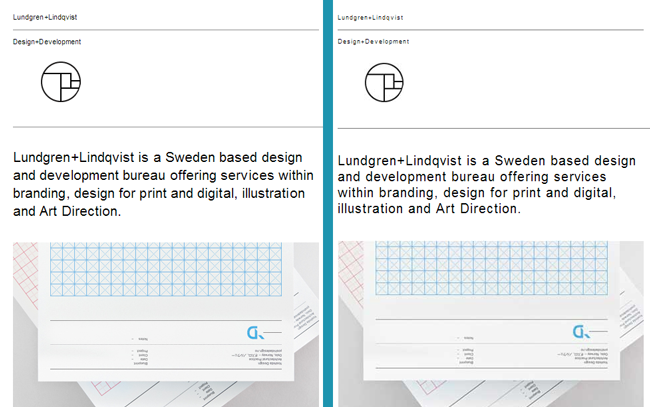 Lundgren+Lindqvist
Design+Development
Lundgren+Lindqvist is a Sweden based design
and development bureau offering services within
branding, design for print and digital, illustration
and Art Direction.
Lundgren+Lindqvist
Design+Development
Lundgren+Lindqvist is a Sweden based design
and development bureau offering services
within branding, design for print and digital,
illustration and Art Direction.